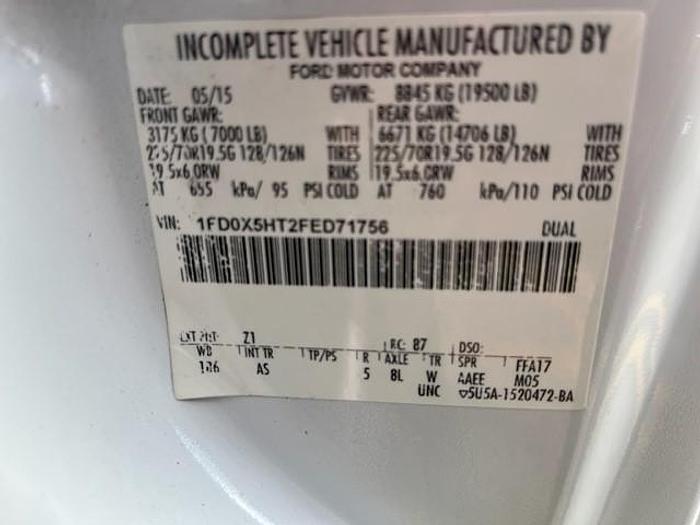 INCOMPLETE VEHICLE MANUFACTURED BY
FORD MOTOR COMPANY
DATE: 05/15 GVWR: 8845 KG (19500 LB)
FRONT GAWR: REAR GAWR:
3175 KG (7000 LB) WITH 6671 KG (14706 LB) WITH
225/70R19.5G 128/126N TIRES 225/70R19.5G 128/126N TIRES
19.5x6.0RW RIMS 19.5x6.0RW RIMS
AT 655 kPa/ 95 PSI COLD AT 760 kPa/110 PSI COLD
VIN: 1FD0X5HT2FED71756 DUAL
EXT PNT: Z1 RC: 87 DSO:
WB INT TR TP/PS R AXLE TR SPR FFA17
186 AS 5 8L W AAEE M05
UNC ▽5U5A-1520472-BA